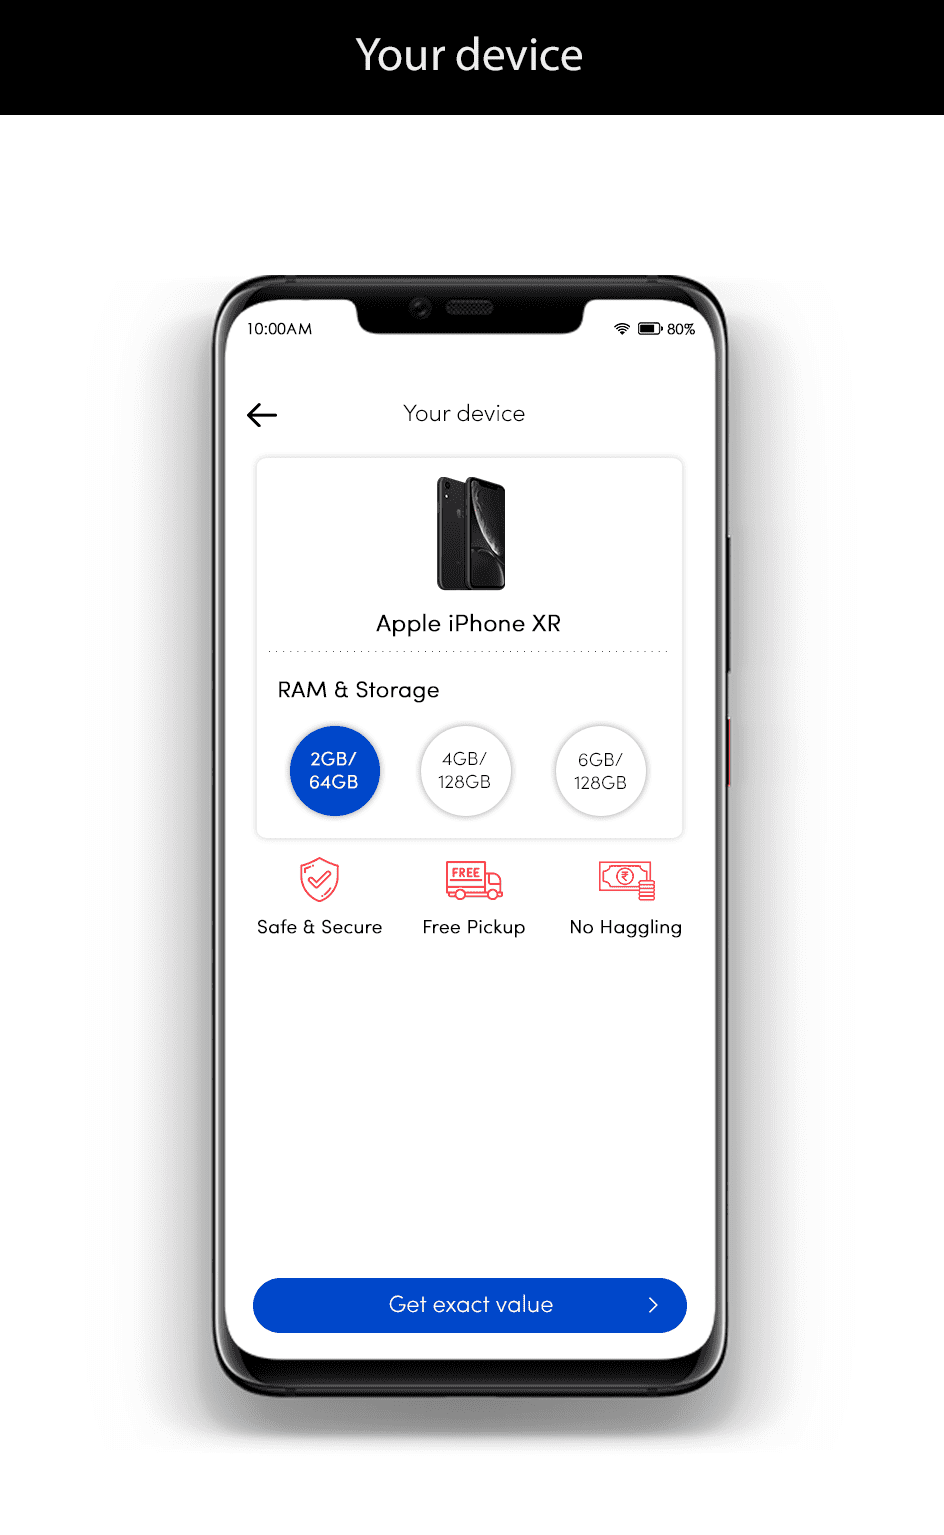 Your device
10:00AM
80%
Your device
Apple iPhone XR
RAM & Storage
2GB/
64GB
4GB/
128GB
6GB/
128GB
FREE
₹
Safe & Secure
Free Pickup
No Haggling
Get exact value